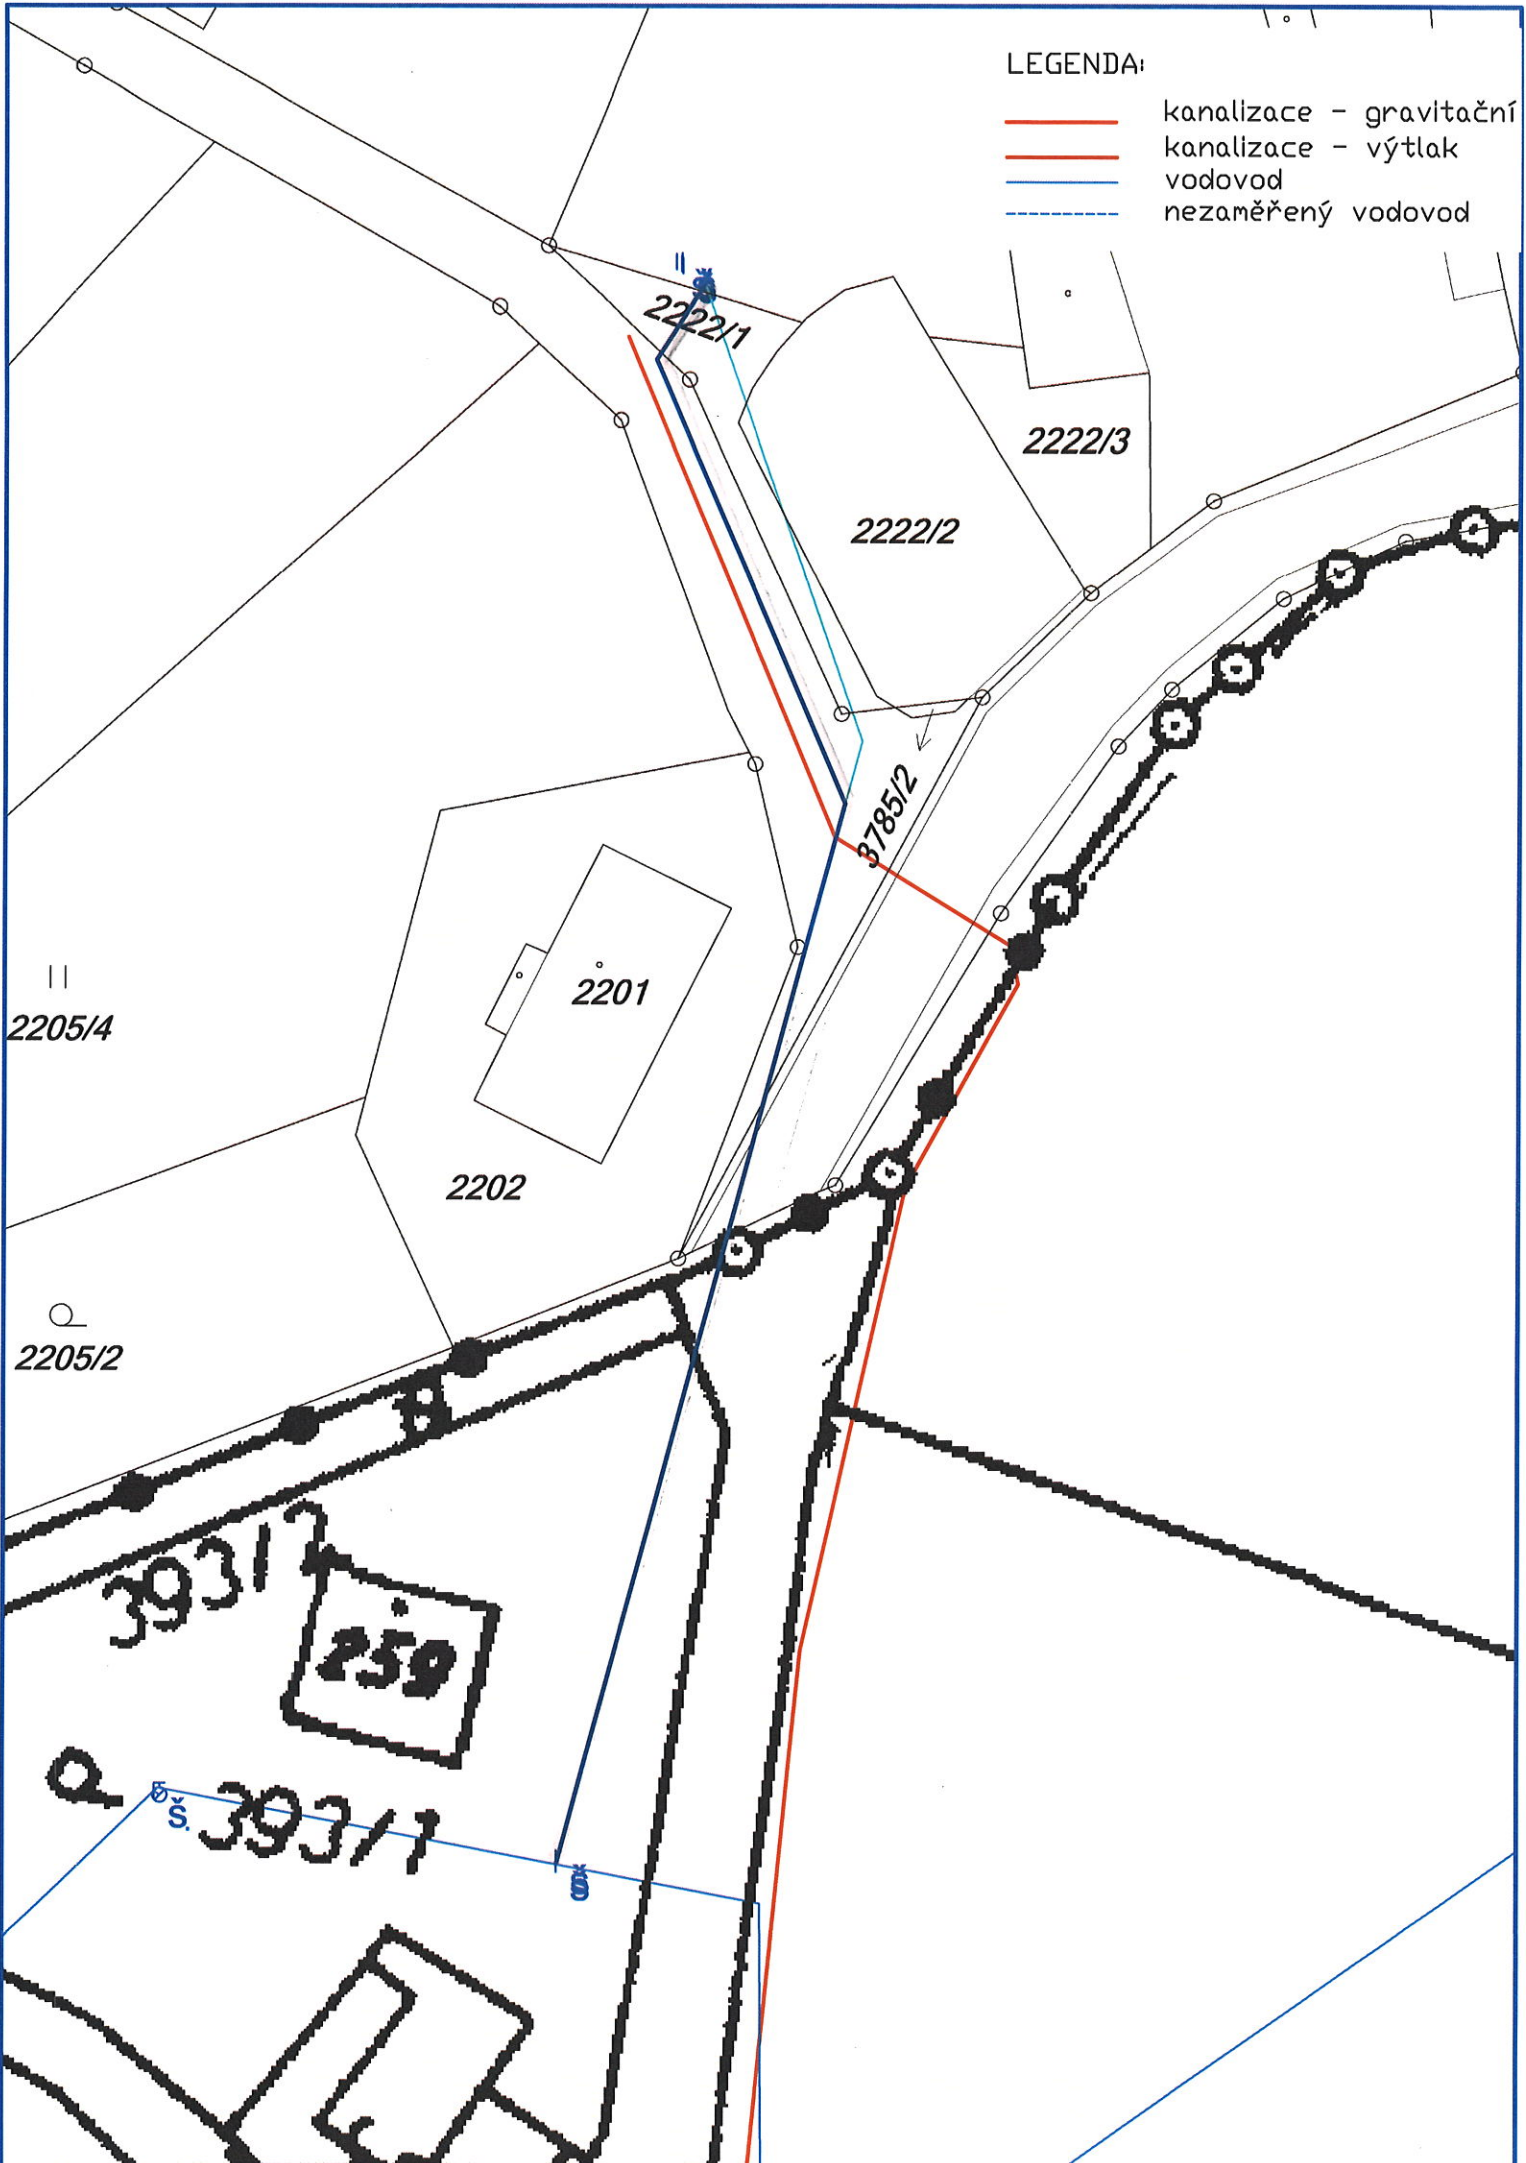 LEGENDA:
kanalizace - gravitační
kanalizace - výtlak
vodovod
nezaměřený vodovod
2222/1
2222/3
2222/2
3785/2
2201
2205/4
2202
2205/2
393/2
259
Š.
393/1
Š